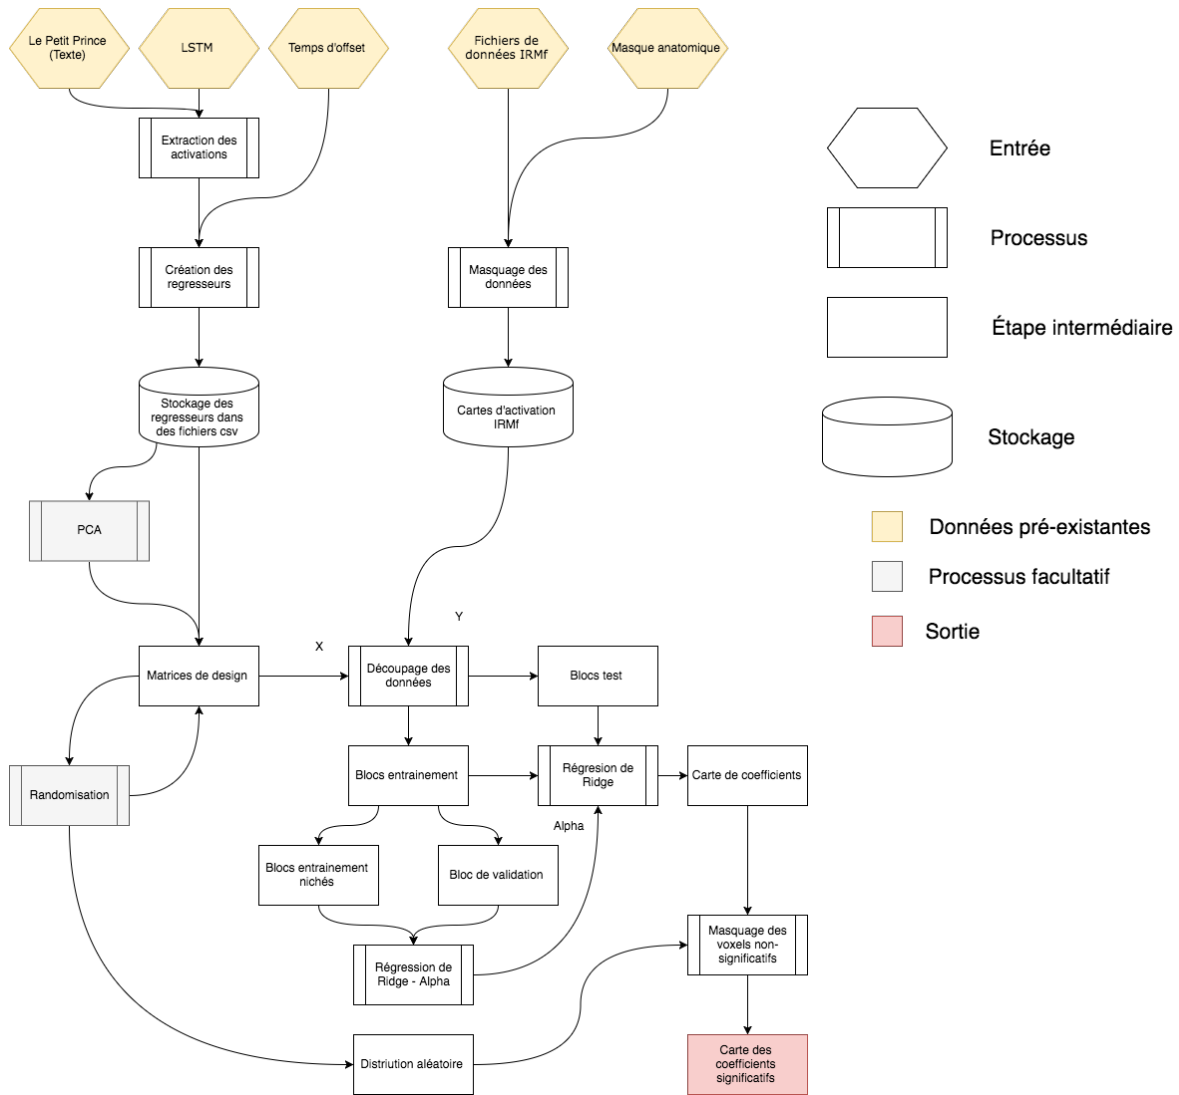 Le Petit Prince
(Texte)
LSTM
Temps d'offset
Fichiers de
données IRMf
Masque anatomique
Extraction des
activations
Création des
regresseurs
Masquage des
données
Stockage des
regresseurs dans
des fichiers csv
Cartes d'activation
IRMf
PCA
X
Y
Matrices de design
Découpage des
données
Blocs test
Randomisation
Blocs entrainement
Régresion de
Ridge
Carte de coefficients
Alpha
Blocs entrainement
nichés
Bloc de validation
Régression de
Ridge - Alpha
Masquage des
voxels non-
significatifs
Distriution aléatoire
Carte des
coefficients
significatifs
Entrée
Processus
Étape intermédiaire
Stockage
Données pré-existantes
Processus facultatif
Sortie